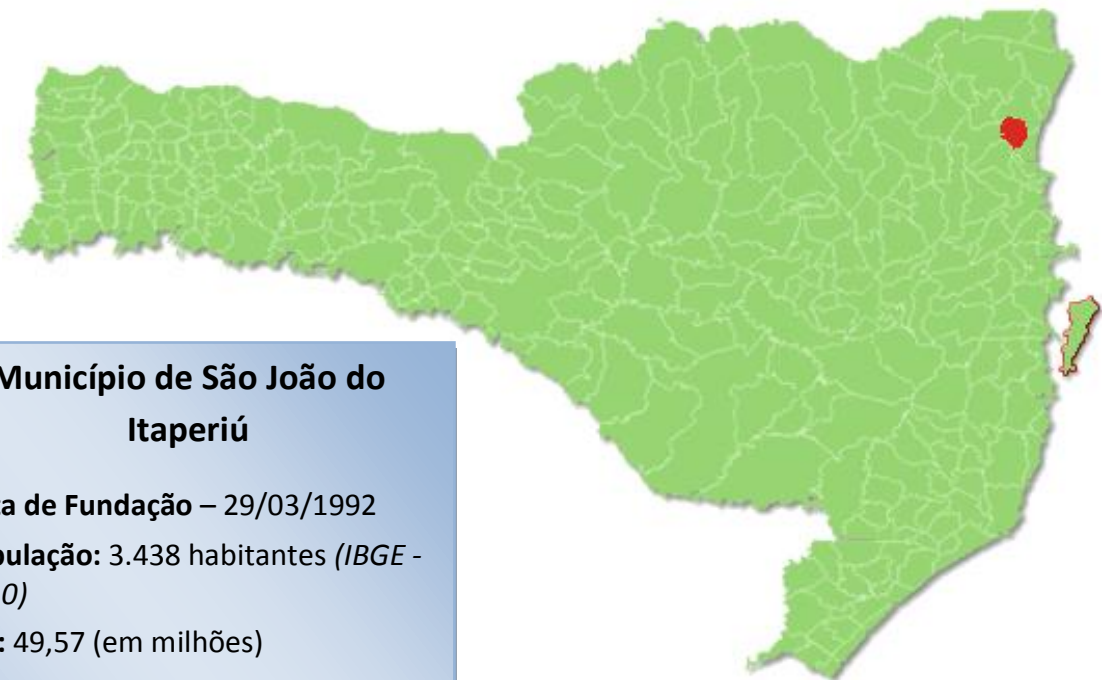 Município de São João do
Itaperiú
ta de Fundação – 29/03/1992
pulação: 3.438 habitantes (IBGE -
0)
: 49,57 (em milhões)